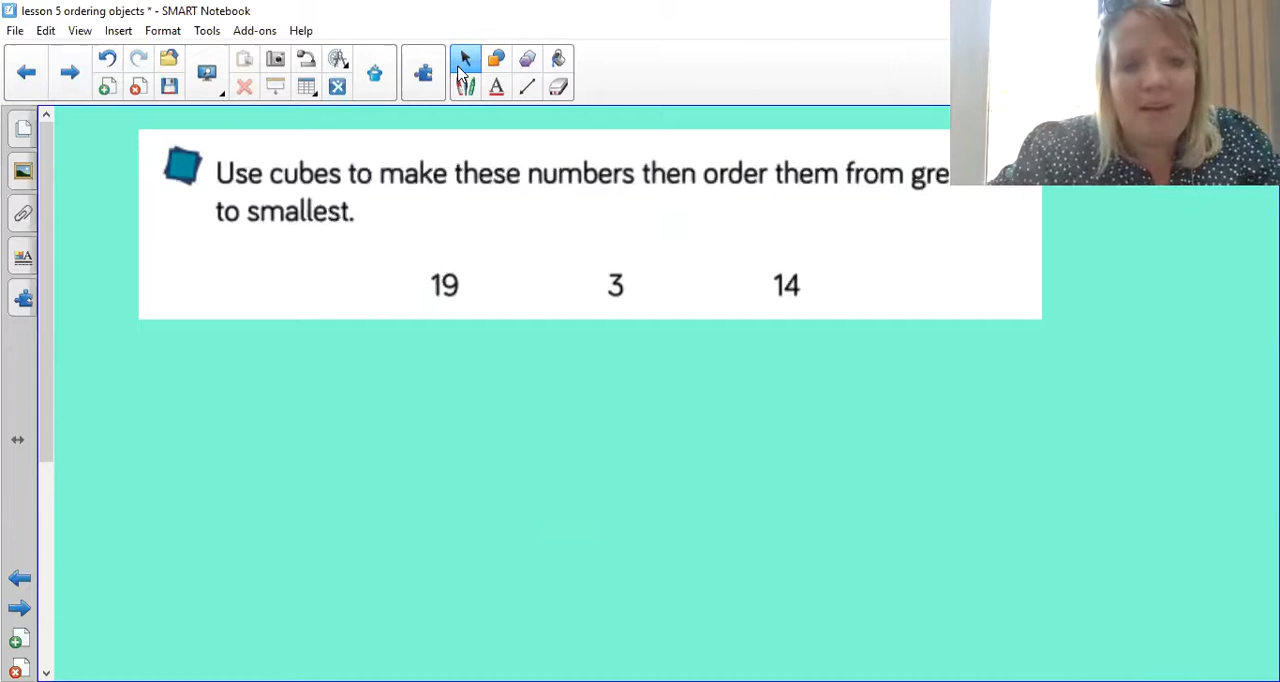 lesson 5 ordering objects * - SMART Notebook
File Edit View Insert Format Tools Add-ons Help
Use cubes to make these numbers then order them from gre
to smallest.
19 3 14